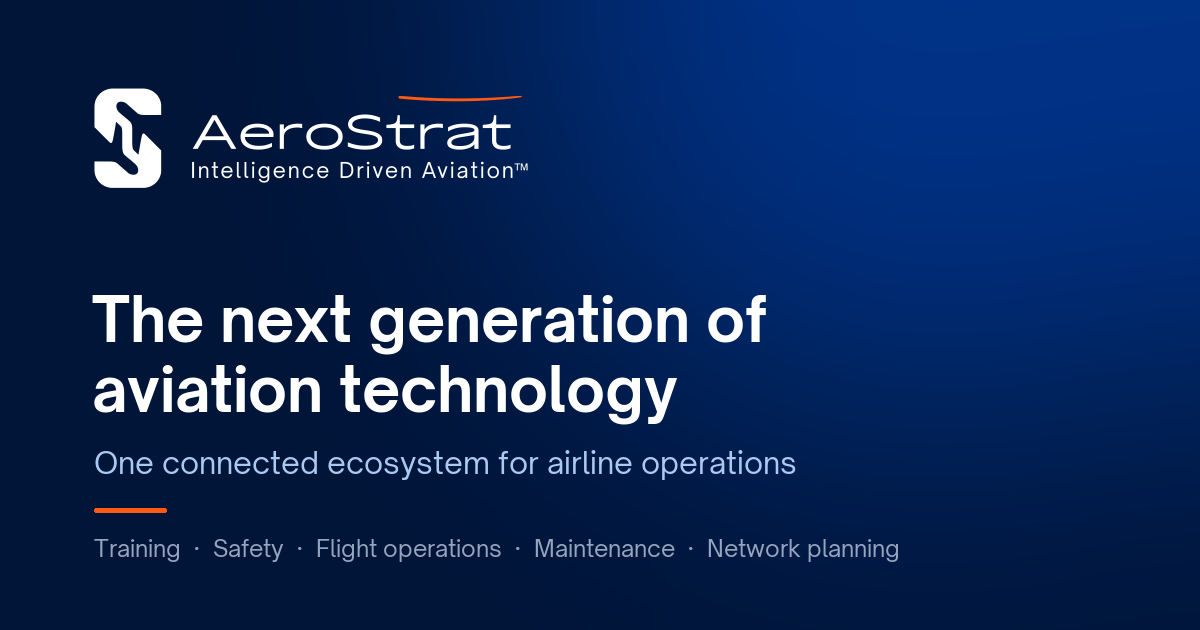 AeroStrat
Intelligence Driven Aviation™
The next generation of
aviation technology
One connected ecosystem for airline operations
Training · Safety · Flight operations · Maintenance · Network planning